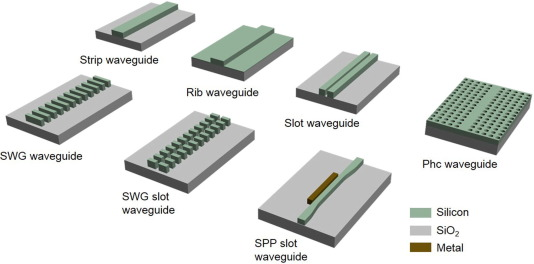 Strip waveguide
Rib waveguide
Slot waveguide
Phc waveguide
SWG waveguide
SWG slot
waveguide
SPP slot
waveguide
Silicon
SiO₂
Metal